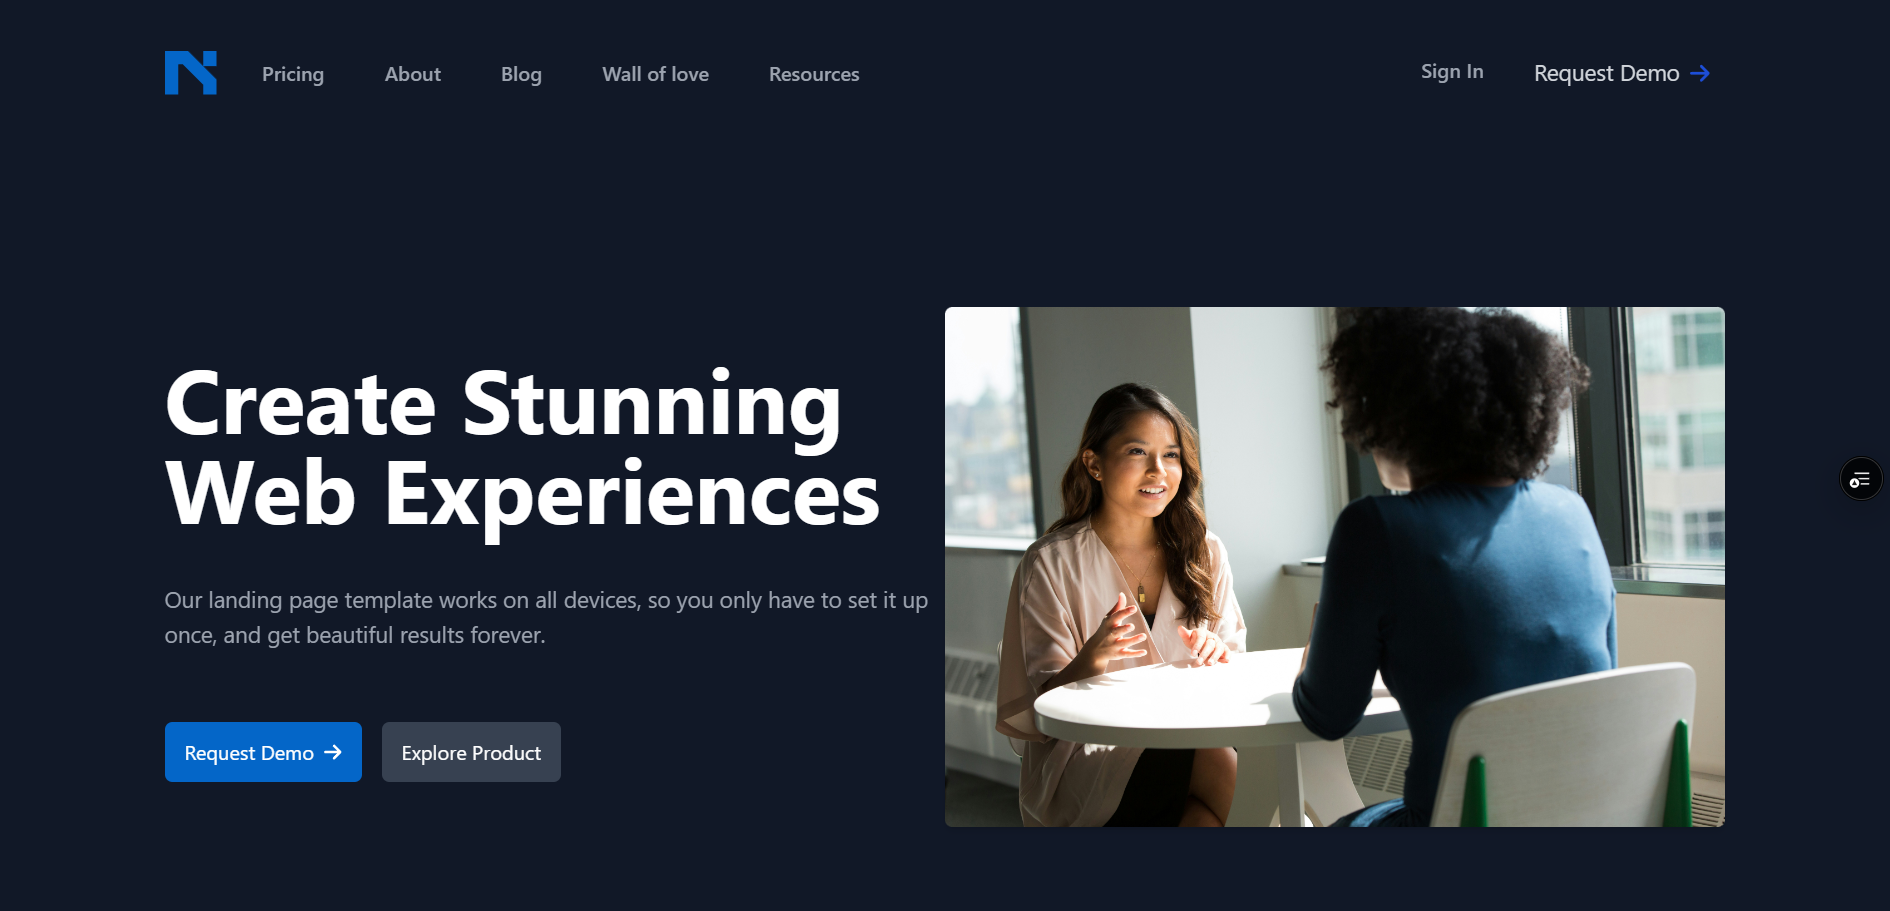 Pricing About Blog Wall of love Resources Sign In Request Demo
Create Stunning
Web Experiences
Our landing page template works on all devices, so you only have to set it up
once, and get beautiful results forever.
Request Demo Explore Product